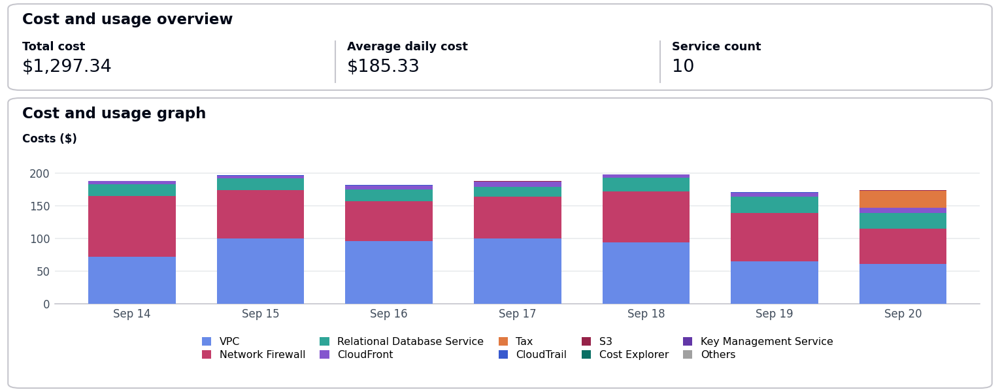 Cost and usage overview
Total cost
$1,297.34
Average daily cost
$185.33
Service count
10
Cost and usage graph
Costs ($)
200
150
100
50
0
Sep 14 Sep 15 Sep 16 Sep 17 Sep 18 Sep 19 Sep 20
VPC Relational Database Service Tax S3 Key Management Service
Network Firewall CloudFront CloudTrail Cost Explorer Others